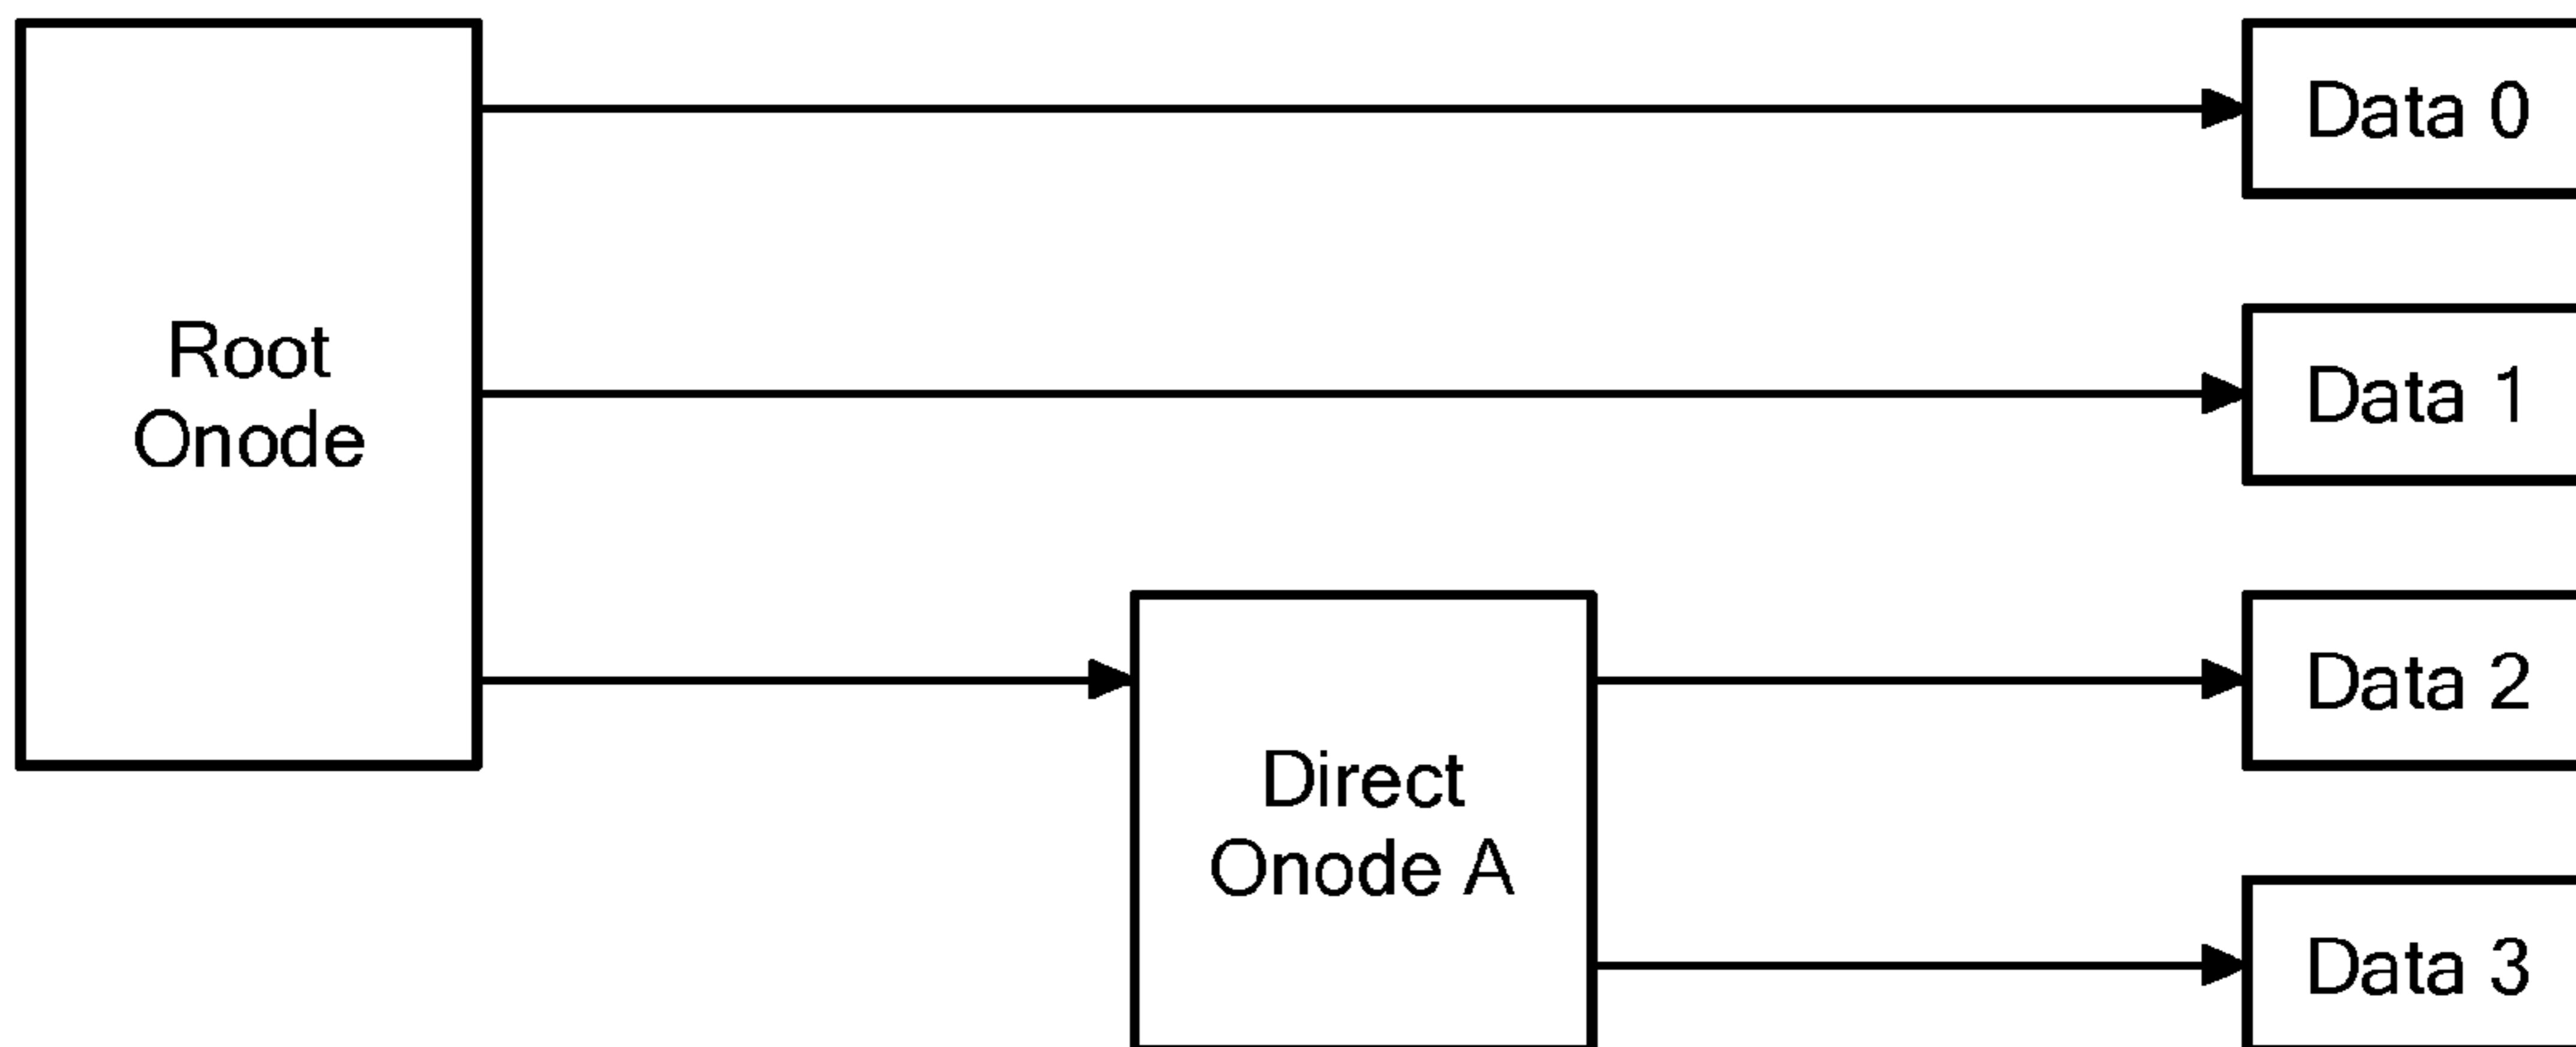 Root
Onode
Data 0
Data 1
Direct
Onode A
Data 2
Data 3